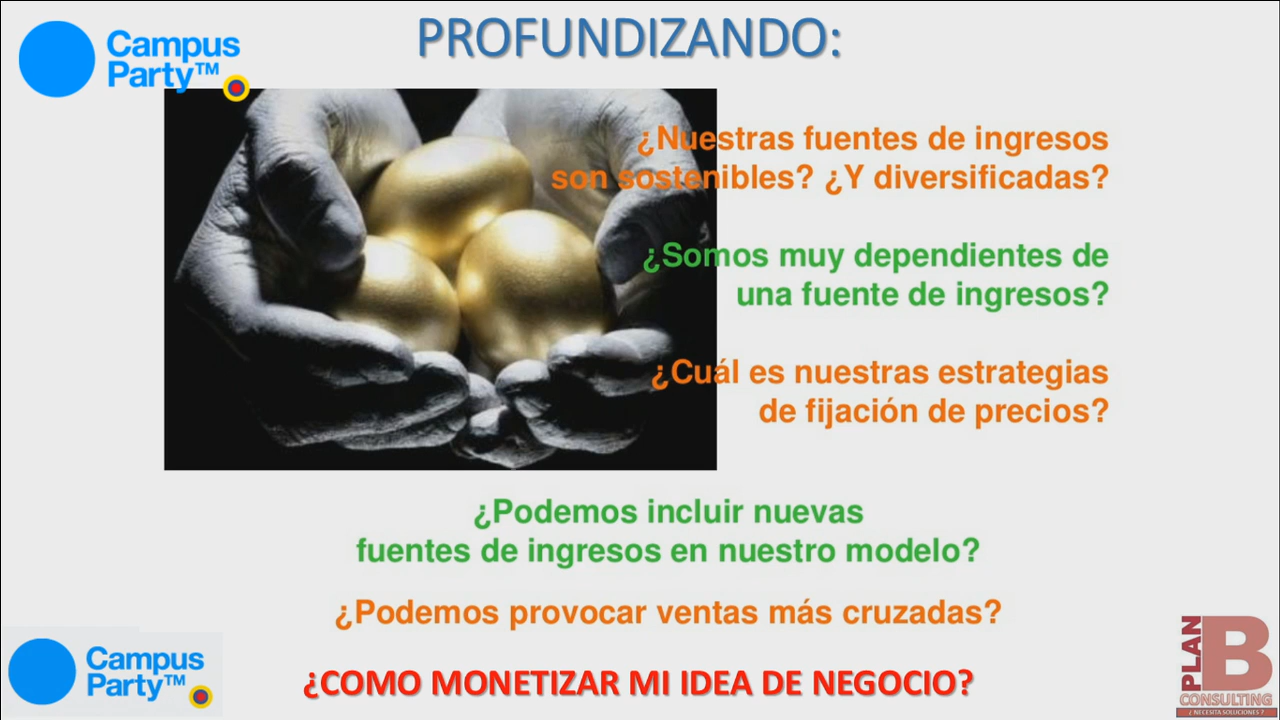 Campus
Party™
PROFUNDIZANDO:
¿Nuestras fuentes de ingresos
son sostenibles? ¿Y diversificadas?
¿Somos muy dependientes de
una fuente de ingresos?
¿Cuál es nuestras estrategias
de fijación de precios?
¿Podemos incluir nuevas
fuentes de ingresos en nuestro modelo?
¿Podemos provocar ventas más cruzadas?
¿COMO MONETIZAR MI IDEA DE NEGOCIO?
Campus
Party™
PLAN
B
CONSULTING
¿ NECESITA SOLUCIONES ?